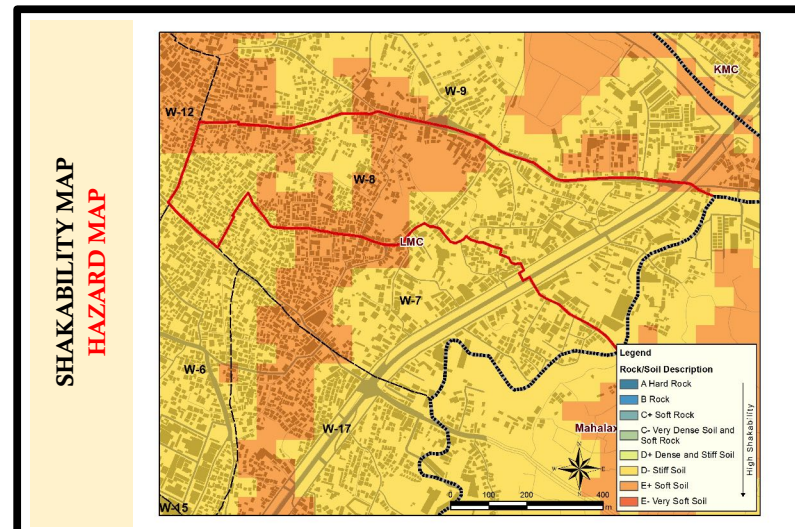 SHAKABILITY MAP
HAZARD MAP
KMC
W-9
W-12
W-8
LMC
W-7
W-6
W-17
W-15
Mahalax
Legend
Rock/Soil Description
A Hard Rock
B Rock
C+ Soft Rock
C- Very Dense Soil and
Soft Rock
D+ Dense and Stiff Soil
D- Stiff Soil
E+ Soft Soil
E- Very Soft Soil
High Shakability
N
W E
S
0 100 200 400
m